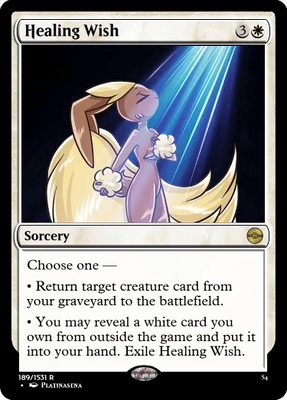 Healing Wish 3
Sorcery
Choose one —
• Return target creature card from
your graveyard to the battlefield.
• You may reveal a white card you
own from outside the game and put it
into your hand. Exile Healing Wish.
189/1531 R
• PLATINASENA
S4